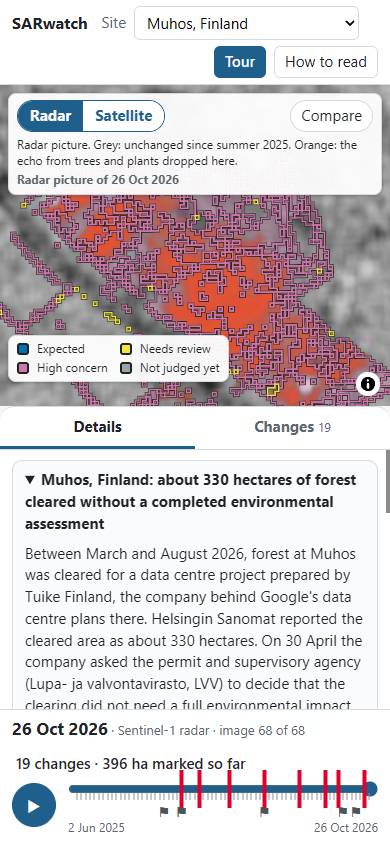 SARwatch Site Muhos, Finland
Tour How to read
Radar Satellite Compare
Radar picture. Grey: unchanged since summer 2025. Orange: the
echo from trees and plants dropped here.
Radar picture of 26 Oct 2026
Expected Needs review
High concern Not judged yet
Details Changes 19
▼ Muhos, Finland: about 330 hectares of forest
cleared without a completed environmental
assessment
Between March and August 2026, forest at Muhos
was cleared for a data centre project prepared by
Tuike Finland, the company behind Google's data
centre plans there. Helsingin Sanomat reported the
cleared area as about 330 hectares. On 30 April the
company asked the permit and supervisory agency
(Lupa- ja valvontavirasto, LVV) to decide that the
clearing did not need a full environmental impact
26 Oct 2026 · Sentinel-1 radar · image 68 of 68
19 changes · 396 ha marked so far
2 Jun 2025 26 Oct 2026